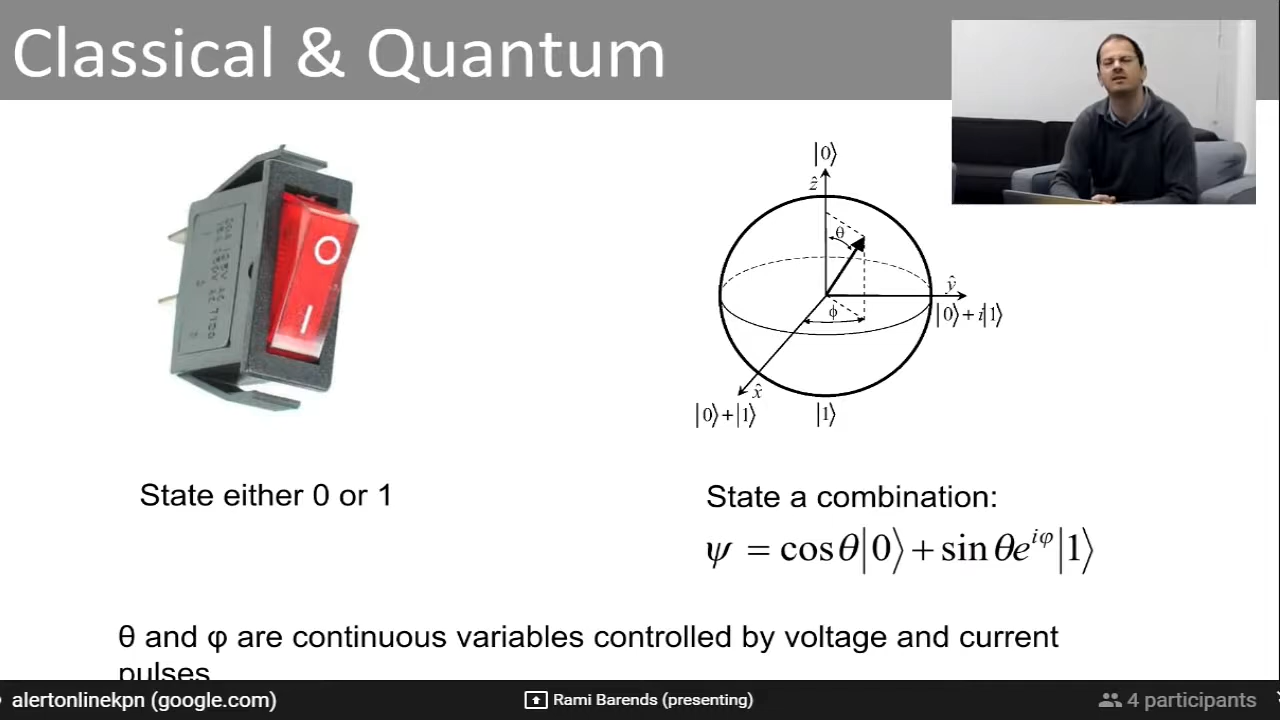 Classical & Quantum
|0⟩
ẑ
θ
ŷ
ϕ
|0⟩+i|1⟩
x̂
|0⟩+|1⟩
|1⟩
O
I
State either 0 or 1
State a combination:
ψ = cosθ|0⟩ + sinθe^{iφ}|1⟩
θ and φ are continuous variables controlled by voltage and current
pulses
alertonlinekpn (google.com)
Rami Barends (presenting)
4 participants